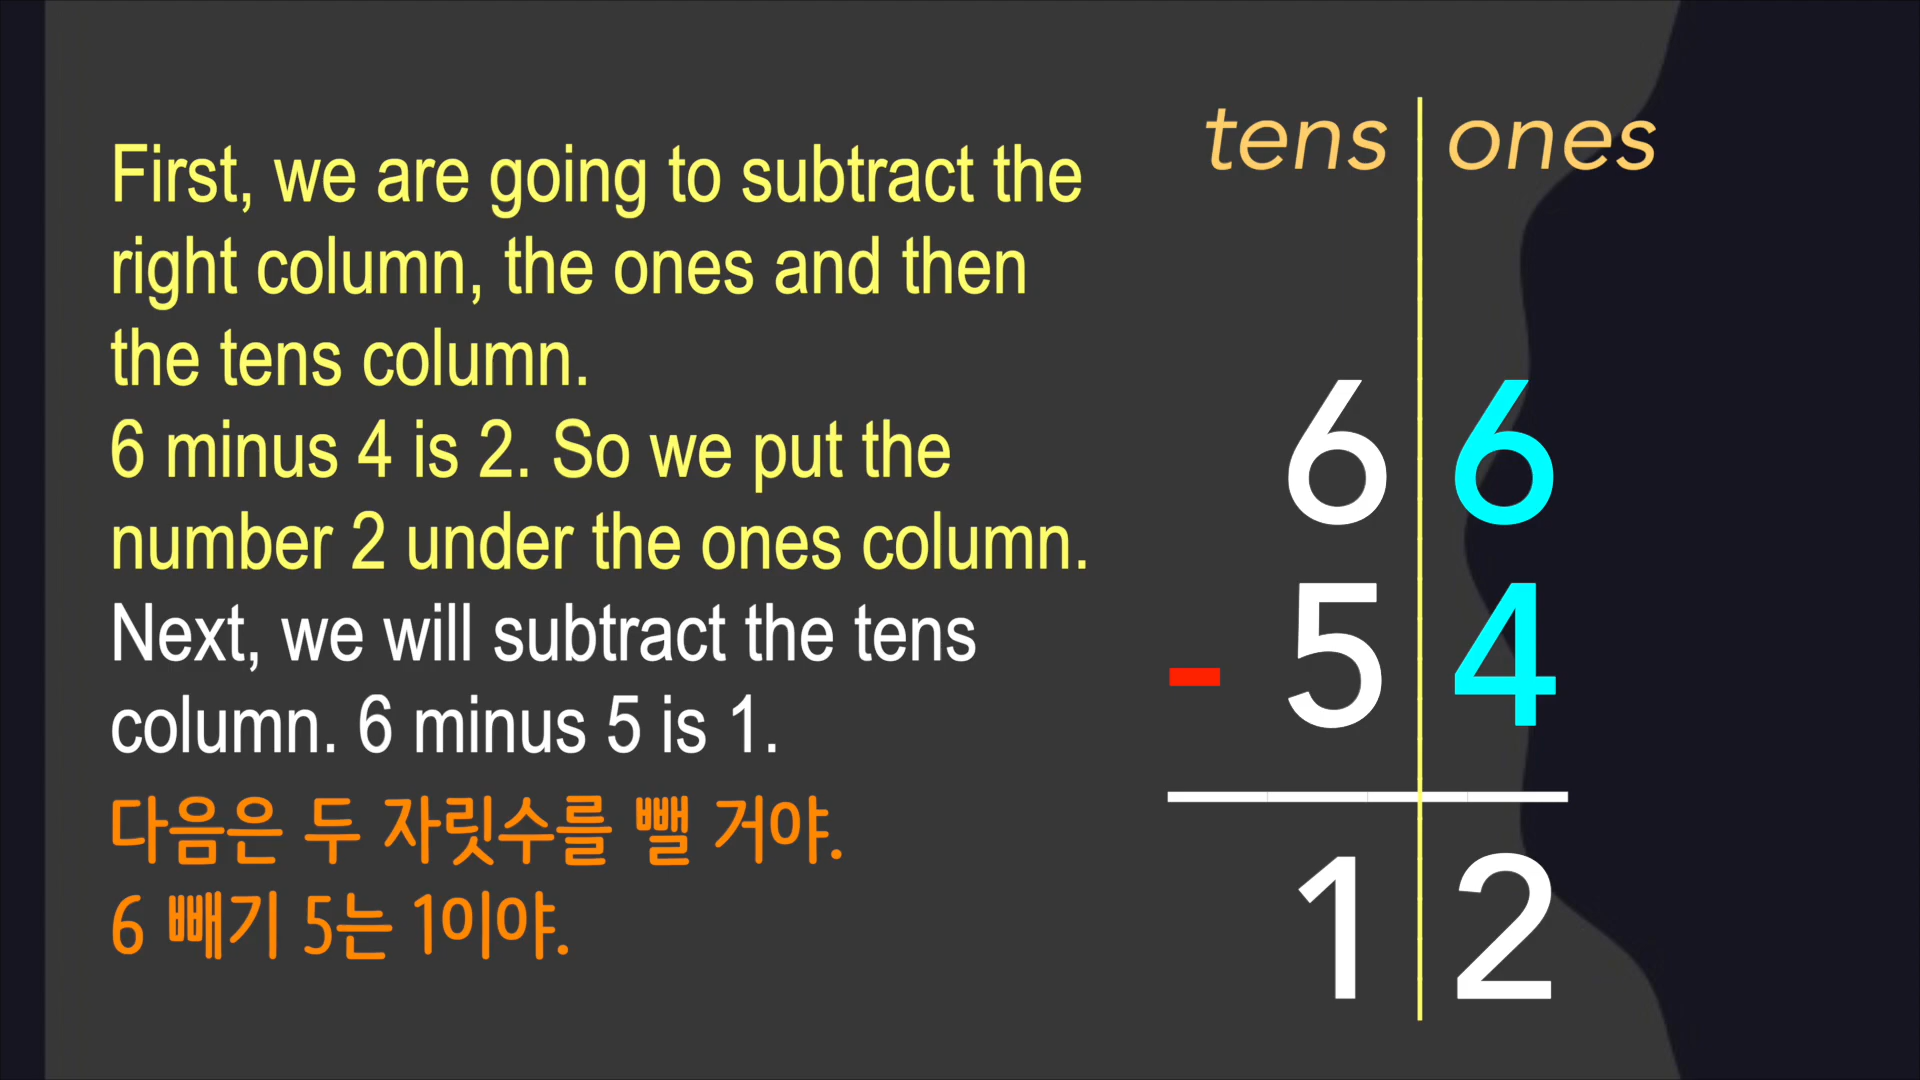 First, we are going to subtract the
right column, the ones and then
the tens column.
6 minus 4 is 2. So we put the
number 2 under the ones column.
Next, we will subtract the tens
column. 6 minus 5 is 1.
다음은 두 자릿수를 뺄 거야.
6 빼기 5는 1이야.
tens ones
6 6
- 5 4
1 2